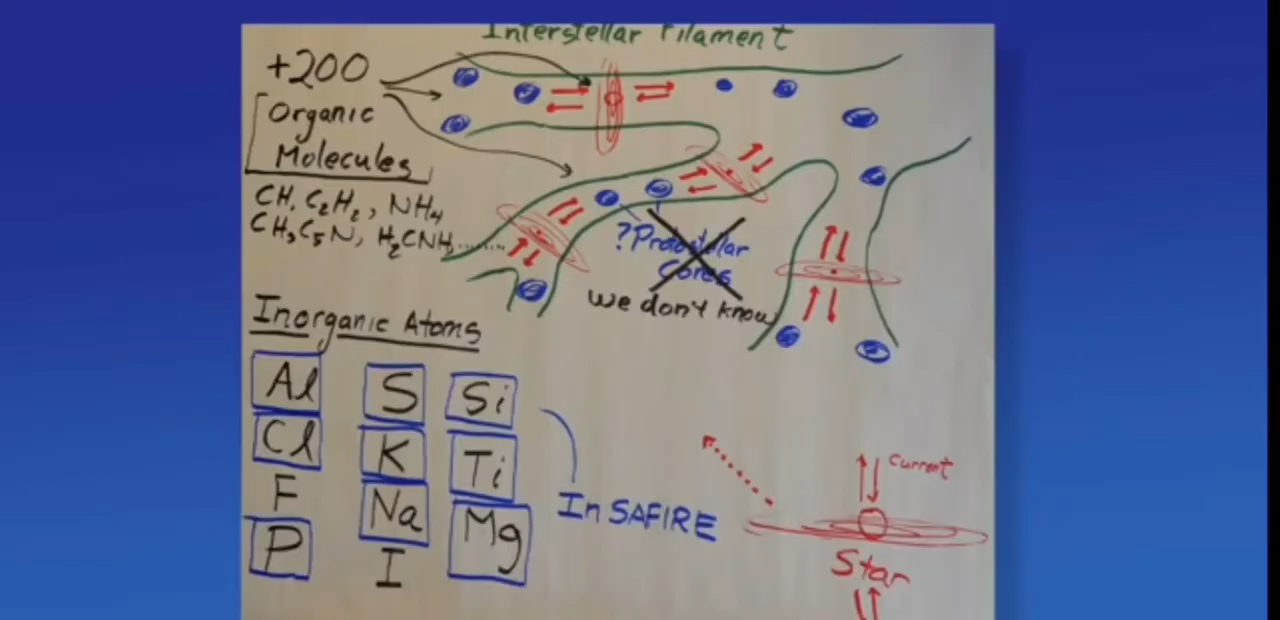 Interstellar Filament
+200
Organic
Molecules
CH, C2H2, NH4
CH3C5N, H2CNH, ........
?Protostellar
Cores
we don't know
Inorganic Atoms
Al S Si
Cl K Ti
F Na Mg
P I
In SAFIRE
Current
Star